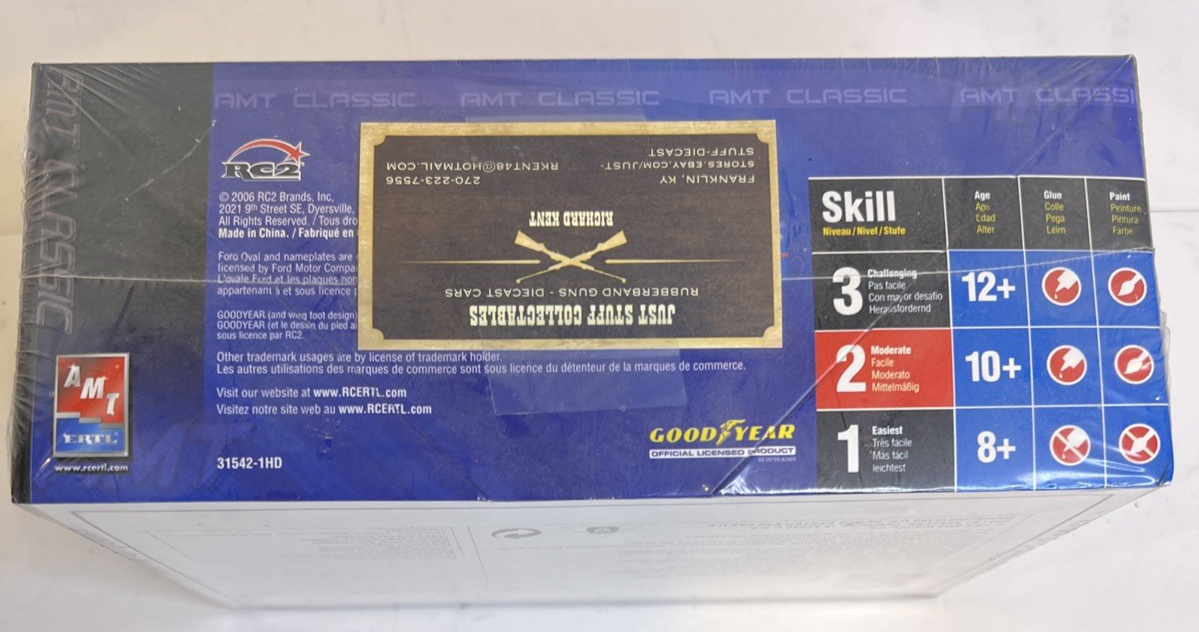 AMT CLASSIC AMT CLASSIC AMT CLASSIC AMT CLASSI
AMT CLASSIC
RC2
© 2006 RC2 Brands, Inc,
2021 9th Street SE, Dyersville,
All Rights Reserved. / Tous dro
Made in China. / Fabriqué en
Ford Oval and nameplates are
licensed by Ford Motor Compa
L'ovale Ford et les plaques non
appartenant à et sous licence p
GOODYEAR (and wing foot design)
GOODYEAR (et le dessin du pied a
sous licence par RC2.
Other trademark usages are by license of trademark holder.
Les autres utilisations des marques de commerce sont sous licence du détenteur de la marques de commerce.
Visit our website at www.RCERTL.com
Visitez notre site web au www.RCERTL.com
31542-1HD
AMT
ERTL
www.rcertl.com
JUST STUFF COLLECTABLES
RUBBERBAND GUNS - DIECAST CARS
RICHARD KENT
FRANKLIN, KY
STORES.EBAY.COM/JUST-
STUFF-DIECAST
270-223-7556
RKENT48@HOTMAIL.COM
GOODYEAR
OFFICIAL LICENSED PRODUCT
Skill
Niveau / Nivel / Stufe
Age
Age
Edad
Alter
Glue
Colle
Pega
Leim
Paint
Peinture
Pintura
Farbe
3
Challenging
Pas facile
Con mayor desafio
Herausfordernd
12+
2
Moderate
Facile
Moderato
Mittelmäßig
10+
1
Easiest
Très facile
Más fácil
leichtest
8+